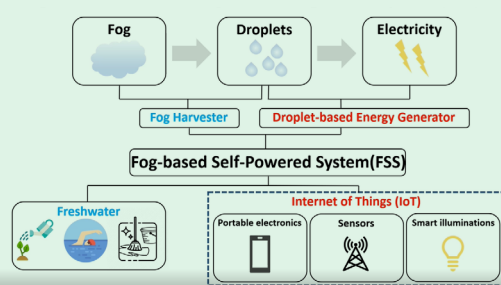 Fog
Droplets
Electricity
Fog Harvester
Droplet-based Energy Generator
Fog-based Self-Powered System(FSS)
Freshwater
Internet of Things (IoT)
Portable electronics
Sensors
Smart illuminations